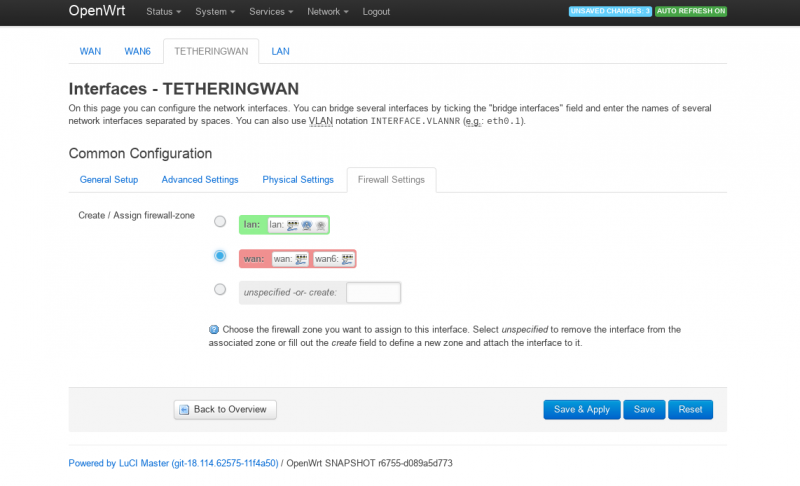 OpenWrt Status System Services Network Logout UNSAVED CHANGES: 3 AUTO REFRESH ON
WAN WAN6 TETHERINGWAN LAN
Interfaces - TETHERINGWAN
On this page you can configure the network interfaces. You can bridge several interfaces by ticking the "bridge interfaces" field and enter the names of several
network interfaces separated by spaces. You can also use VLAN notation INTERFACE.VLANNR (e.g.: eth0.1).
Common Configuration
General Setup Advanced Settings Physical Settings Firewall Settings
Create / Assign firewall-zone
lan: lan:
wan: wan: wan6:
unspecified -or- create:
Choose the firewall zone you want to assign to this interface. Select unspecified to remove the interface from the
associated zone or fill out the create field to define a new zone and attach the interface to it.
Back to Overview Save & Apply Save Reset
Powered by LuCI Master (git-18.114.62575-11f4a50) / OpenWrt SNAPSHOT r6755-d089a5d773